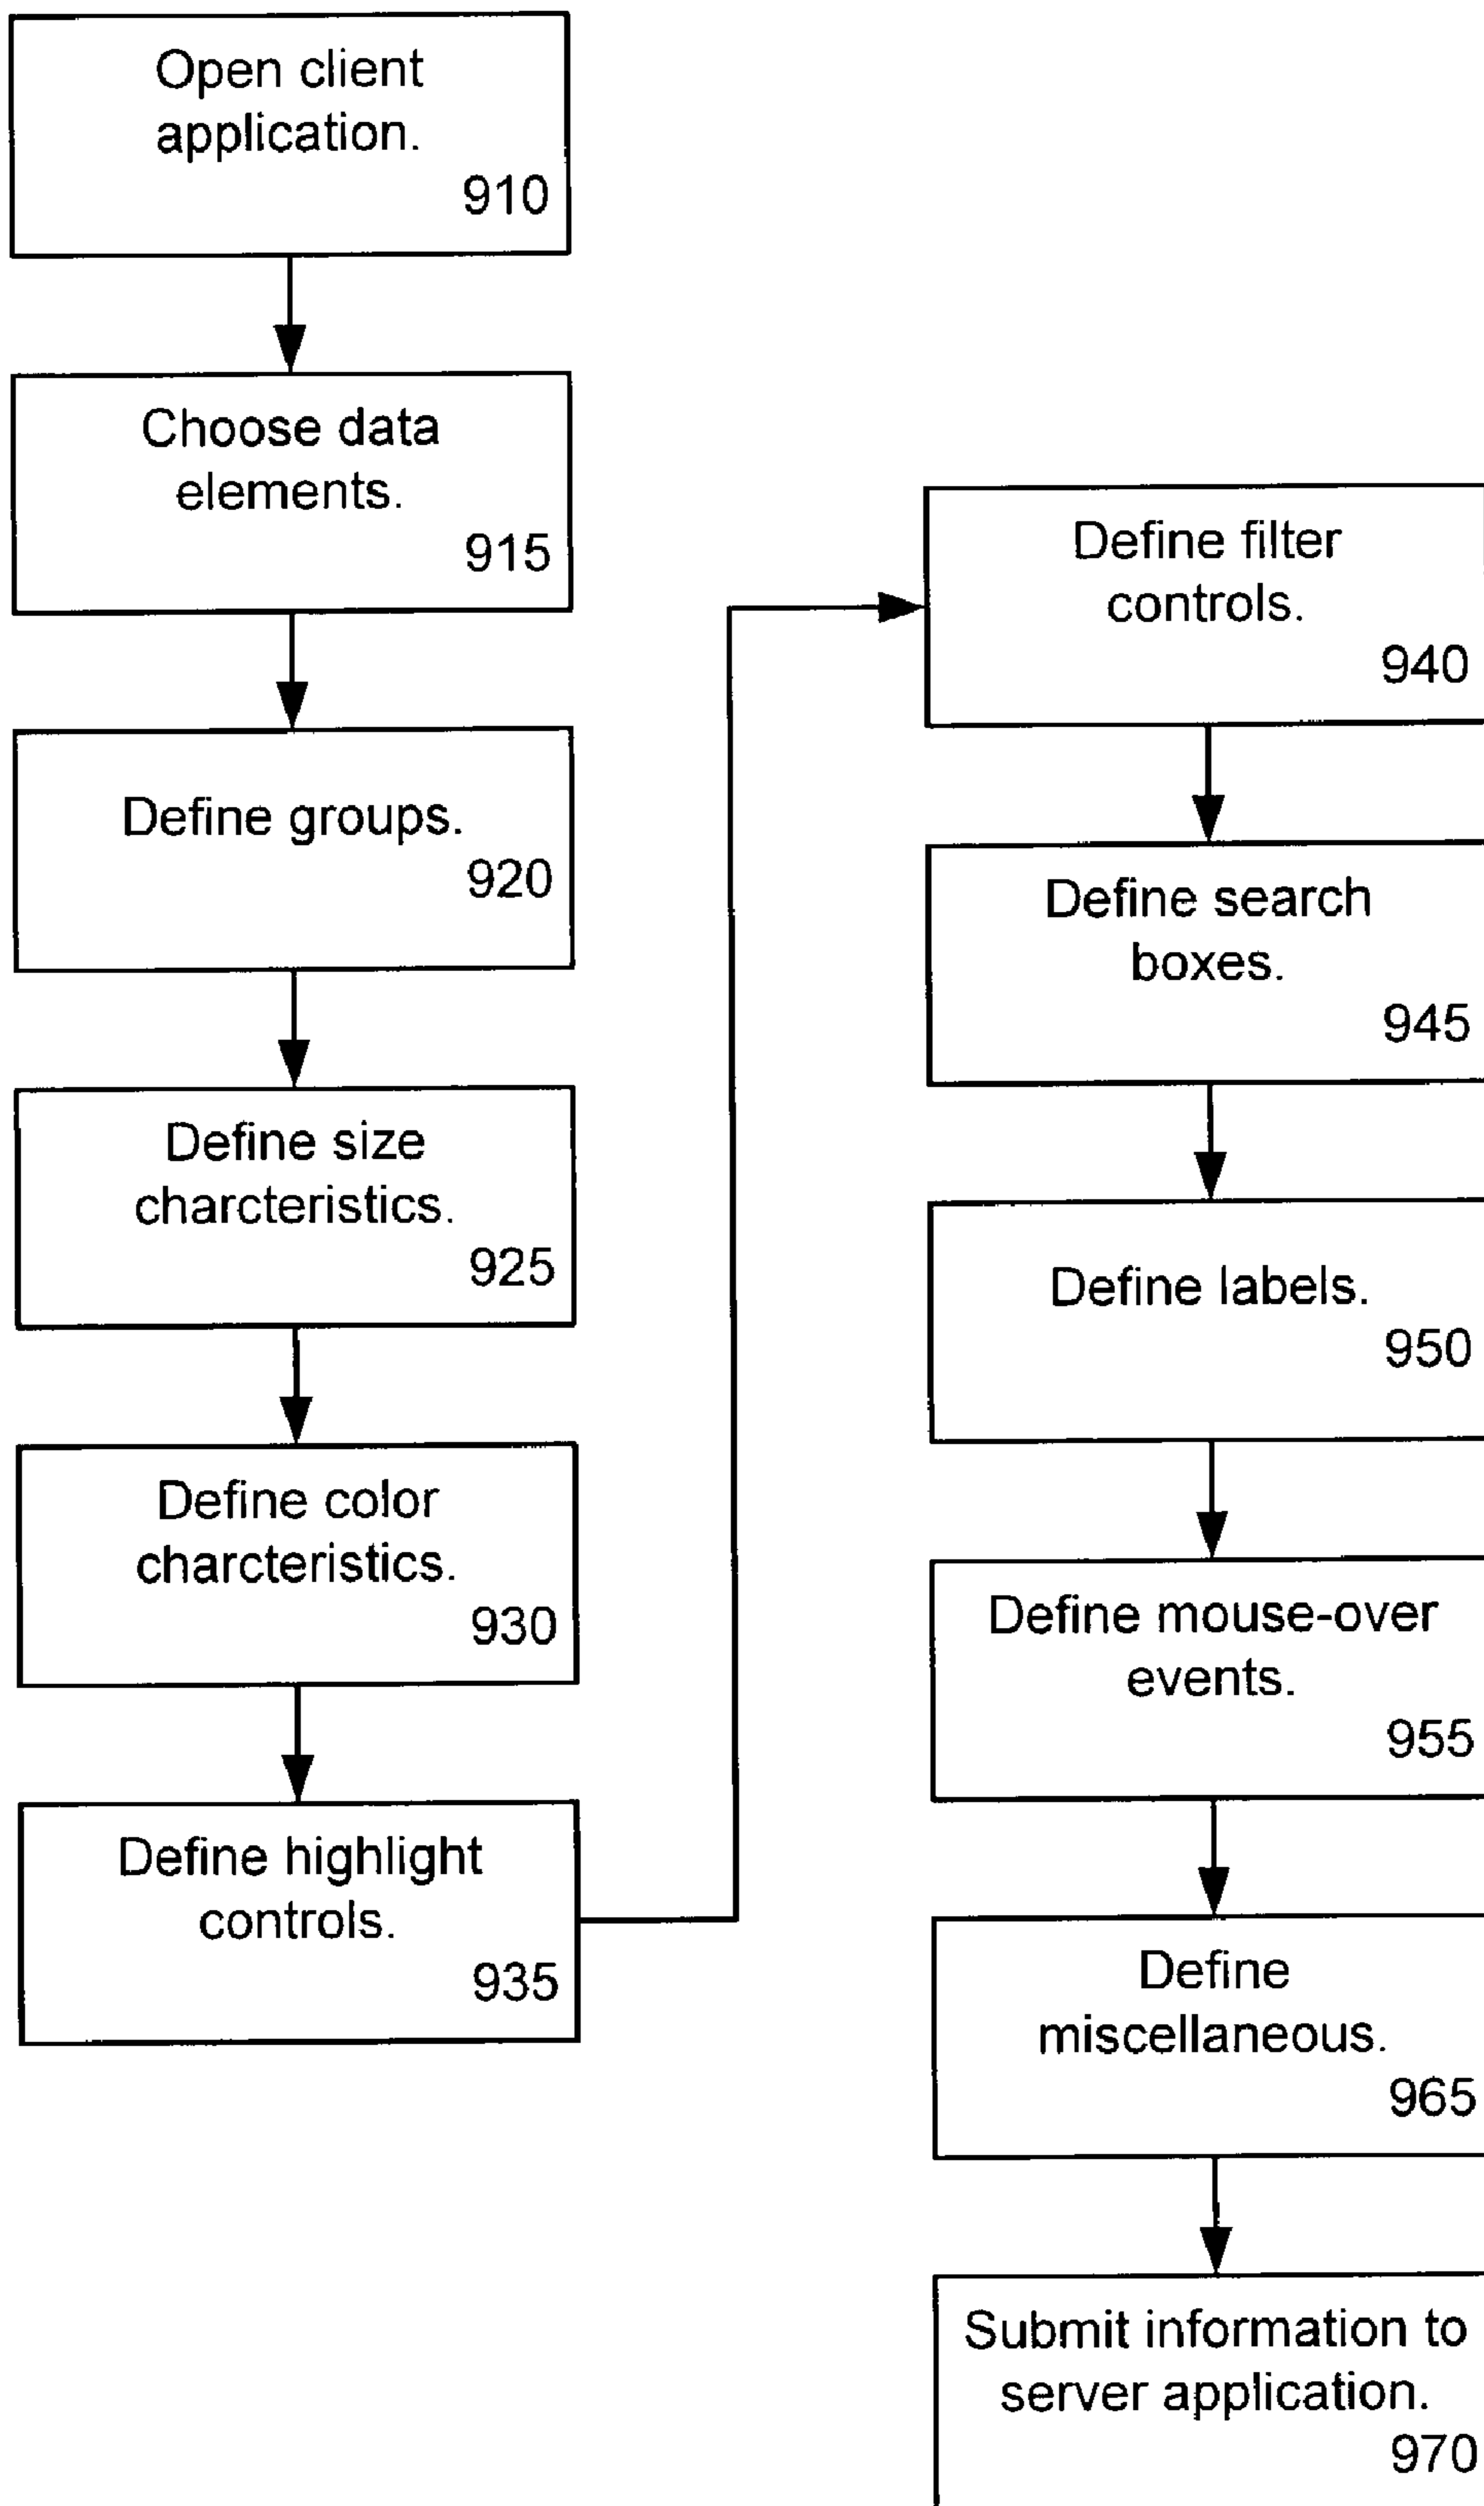 Open client
application.
910
Choose data
elements.
915
Define groups.
920
Define size
charcteristics.
925
Define color
charcteristics.
930
Define highlight
controls.
935
Define filter
controls.
940
Define search
boxes.
945
Define labels.
950
Define mouse-over
events.
955
Define
miscellaneous.
965
Submit information to
server application.
970